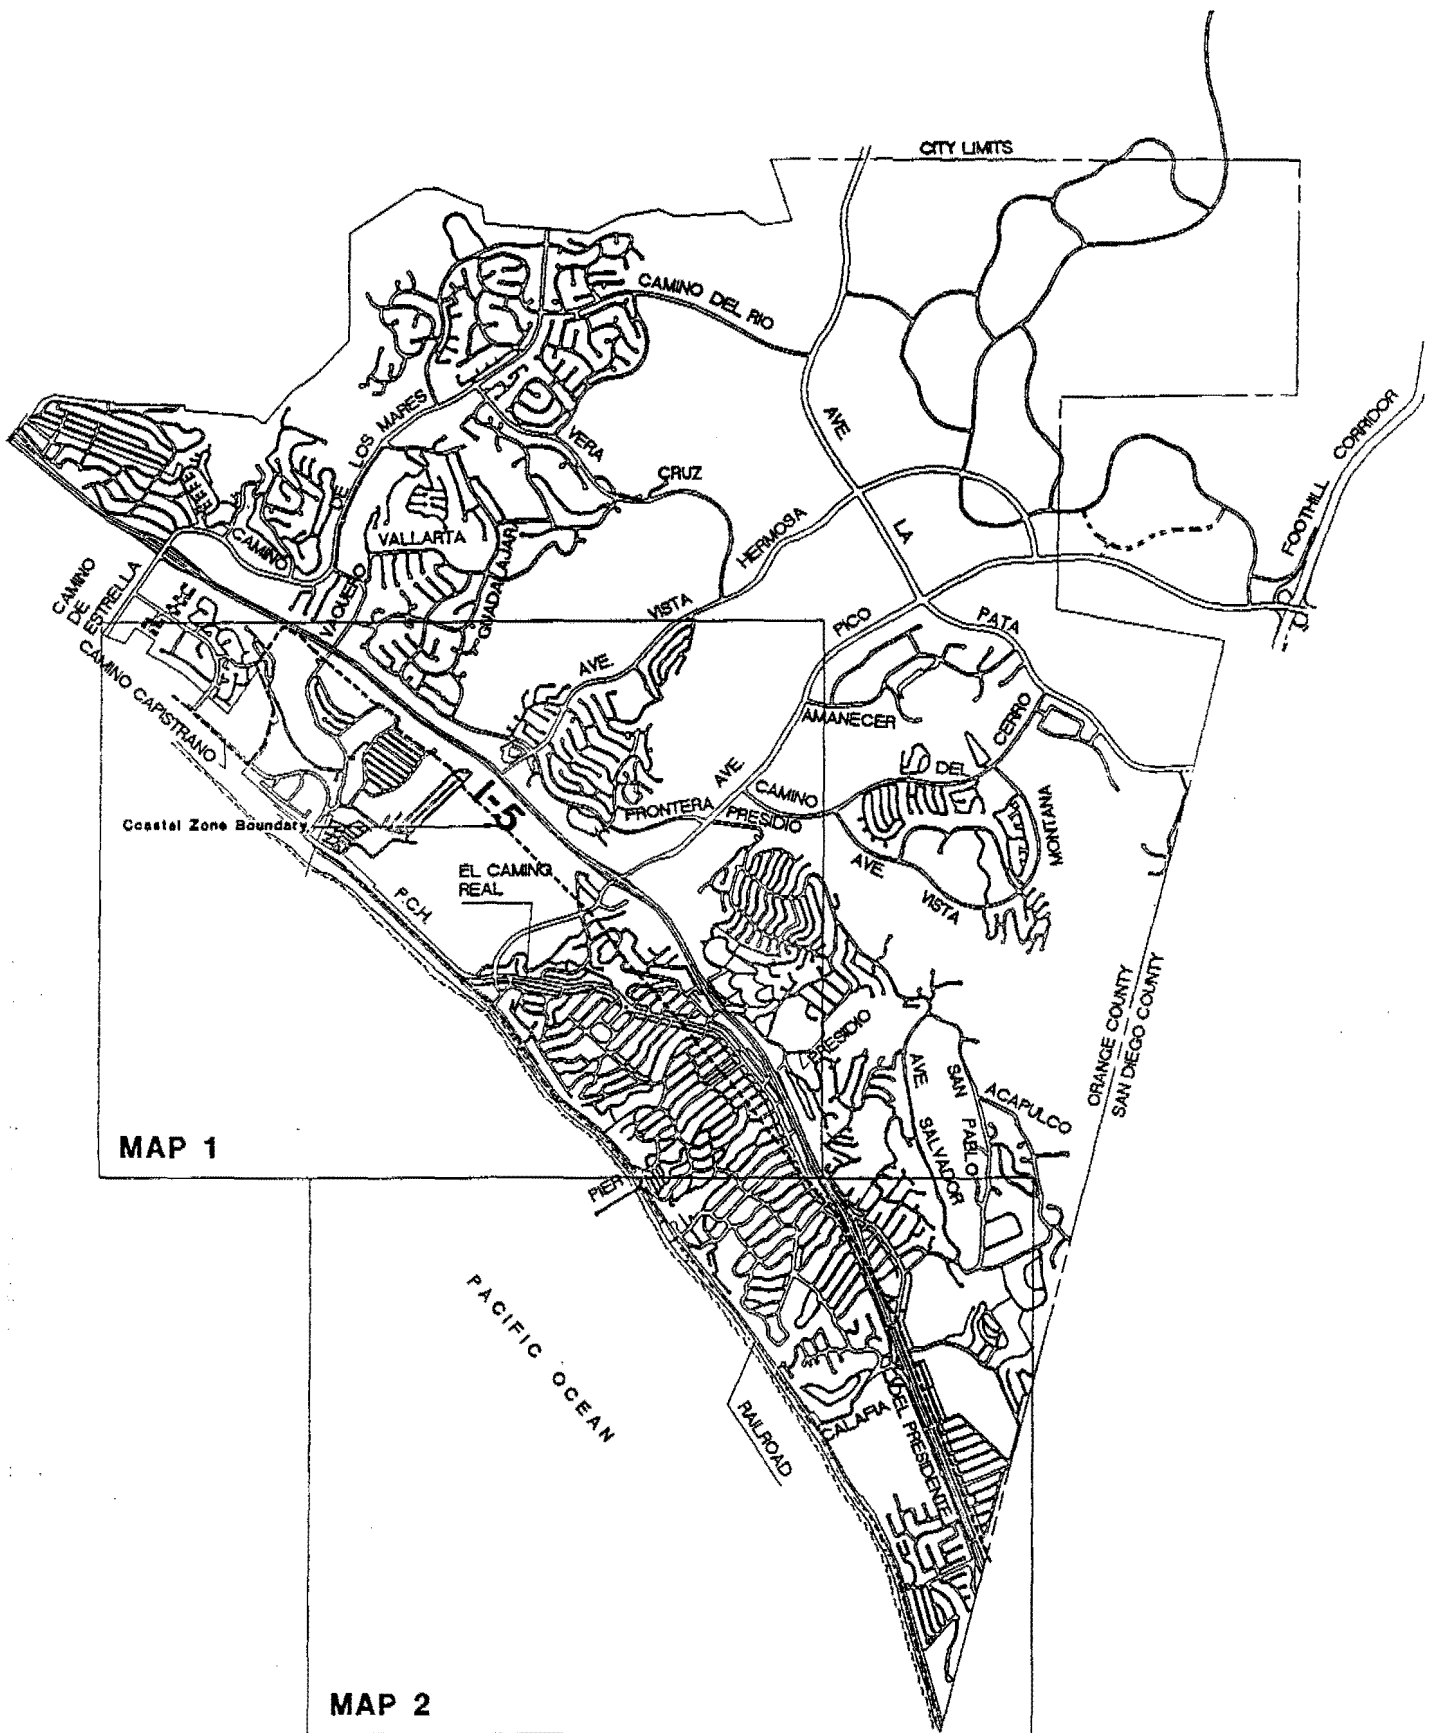 CITY LIMITS
CAMINO DEL RIO
CORRIDOR
FOOTHILL
AVE
LA
PATA
DE LOS MARES
CAMINO
VERA
CRUZ
HERMOSA
VISTA
AVE.
VALLARTA
VAQUERO
GNADALAJAR
CAMINO
DE
ESTRELLA
CAMINO CAPISTRANO
PICO
AVE.
AMANECER
CERRO
DEL
CAMINO
FRONTERA
PRESIDIO
MONTANA
AVE
VISTA
I-5
Coastal Zone Boundary
EL CAMINO
REAL
P.C.H.
PRESIDIO
AVE
SALVADOR
SAN
PABLO
ACAPULCO
ORANGE COUNTY
SAN DIEGO COUNTY
MAP 1
PIER
PACIFIC OCEAN
RAILROAD
CALAFIA
DEL PRESIDENTE
MAP 2